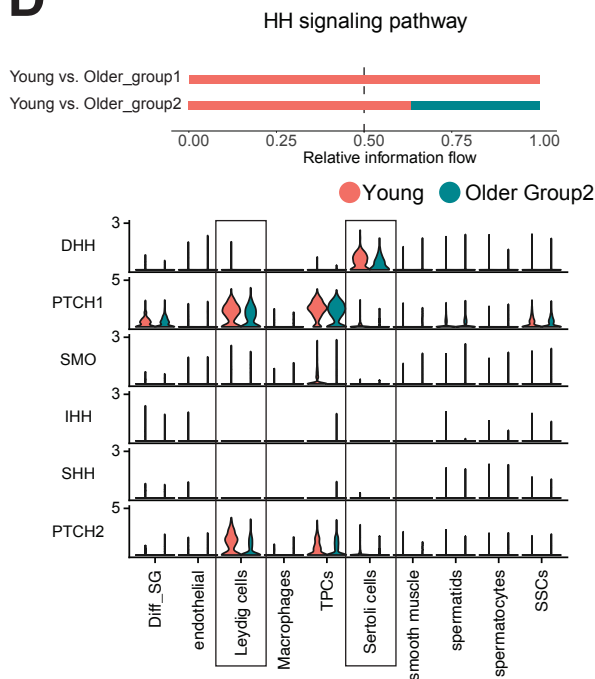 D
HH signaling pathway
Young vs. Older_group1
Young vs. Older_group2
0.00 0.25 0.50 0.75 1.00
Relative information flow
Young Older Group2
3
DHH
5
PTCH1
3
SMO
3
IHH
3
SHH
5
PTCH2
Diff_SG
endothelial
Leydig cells
Macrophages
TPCs
Sertoli cells
smooth muscle
spermatids
spermatocytes
SSCs